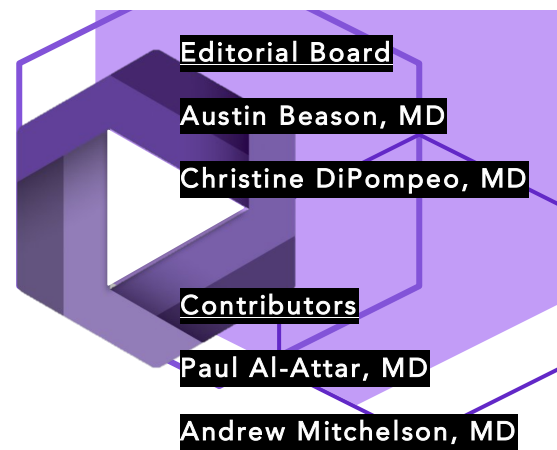 Editorial Board
Austin Beason, MD
Christine DiPompeo, MD
Contributors
Paul Al-Attar, MD
Andrew Mitchelson, MD